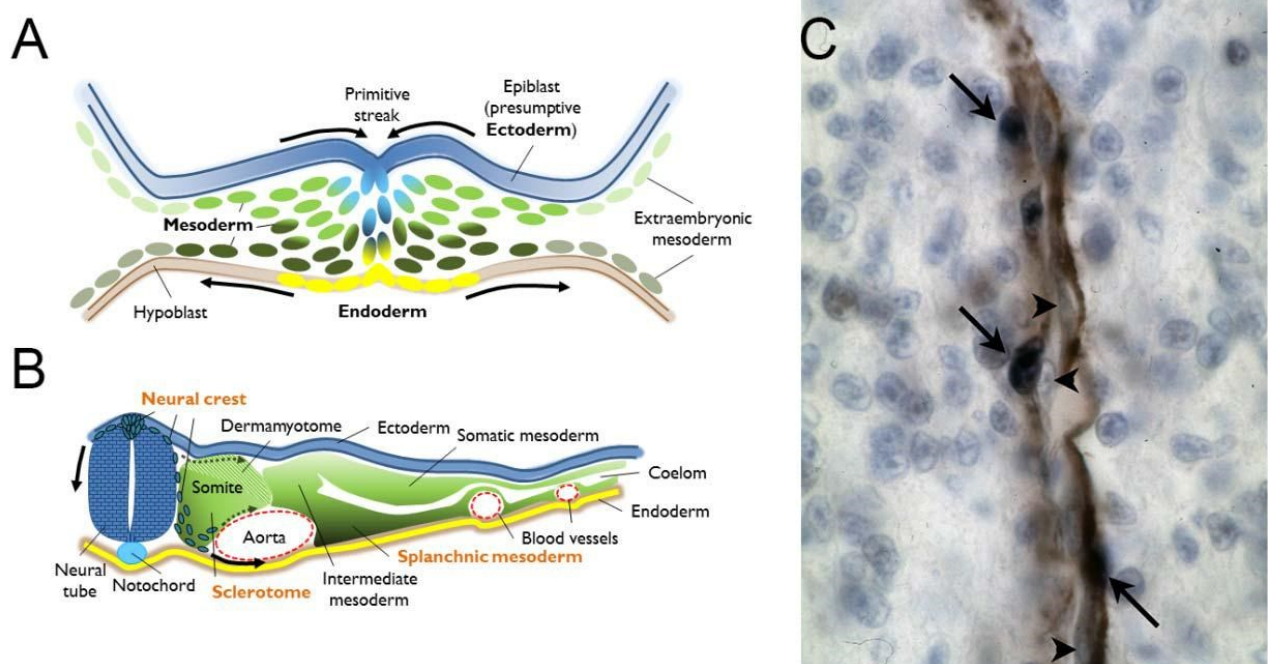 A
Primitive
streak
Epiblast
(presumptive
Ectoderm)
Mesoderm
Extraembryonic
mesoderm
Hypoblast
Endoderm
B
Neural crest
Dermamyotome
Ectoderm
Somatic mesoderm
Somite
Coelom
Aorta
Endoderm
Blood vessels
Splanchnic mesoderm
Neural
tube
Notochord
Sclerotome
Intermediate
mesoderm
C